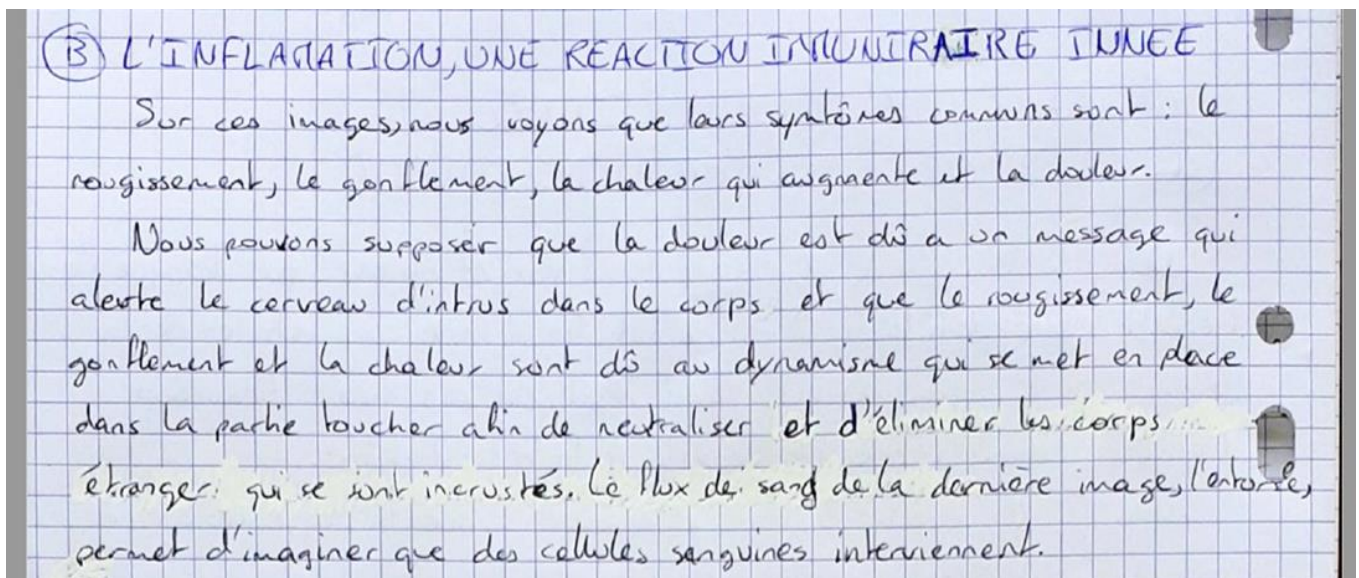 B L'INFLAMATION, UNE REACTION IMMUNIRAIRE INNEE
Sur ces images, nous voyons que leurs symtômes communs sont : le
rougissement, le gonflement, la chaleur qui augmente et la douleur.
Nous pouvons supposer que la douleur est dû a un message qui
alerte le cerveau d'intrus dans le corps et que le rougissement, le
gonflement et la chaleur sont dûs au dynamisme qui se met en place
dans la partie toucher afin de neutraliser et d'éliminer les corps
étranger qui se sont incrustés. Le flux de sang de la dernière image, l'entorse,
permet d'imaginer que des cellules sanguines interviennent.